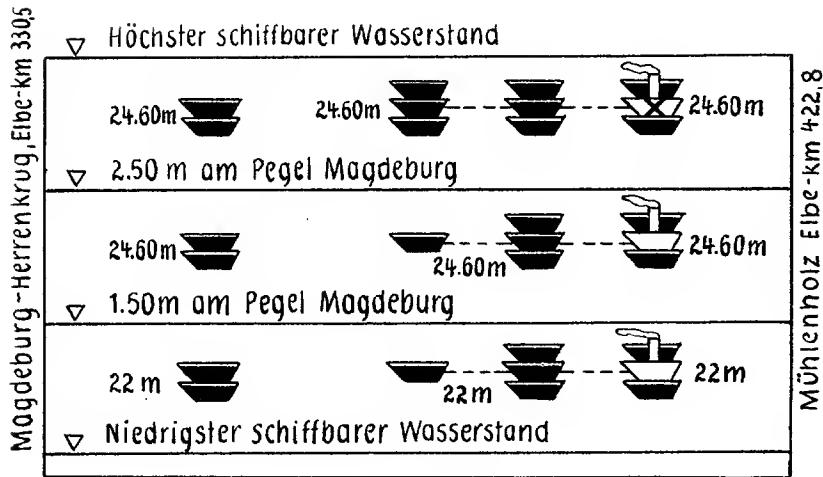 Magdeburg-Herrenkrug, Elbe-km 330,5
Höchster schiffbarer Wasserstand
24.60m 24.60m 24.60m
2.50 m am Pegel Magdeburg
24.60m 24.60m 24.60m
1.50m am Pegel Magdeburg
22 m 22m 22m
Niedrigster schiffbarer Wasserstand
Mühlenholz Elbe-km 422,8